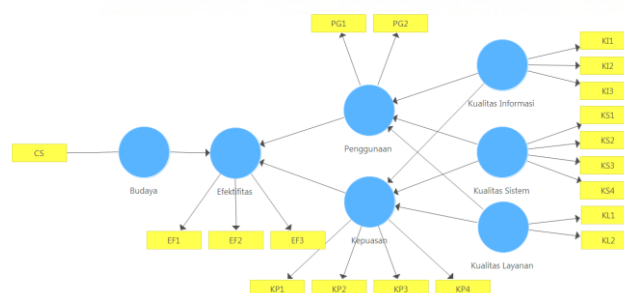 PG1
PG2
KI1
KI2
KI3
Kualitas Informasi
KS1
KS2
KS3
KS4
Penggunaan
CS
Budaya
Efektifitas
Kualitas Sistem
KL1
KL2
EF1
EF2
EF3
Kepuasan
Kualitas Layanan
KP1
KP2
KP3
KP4